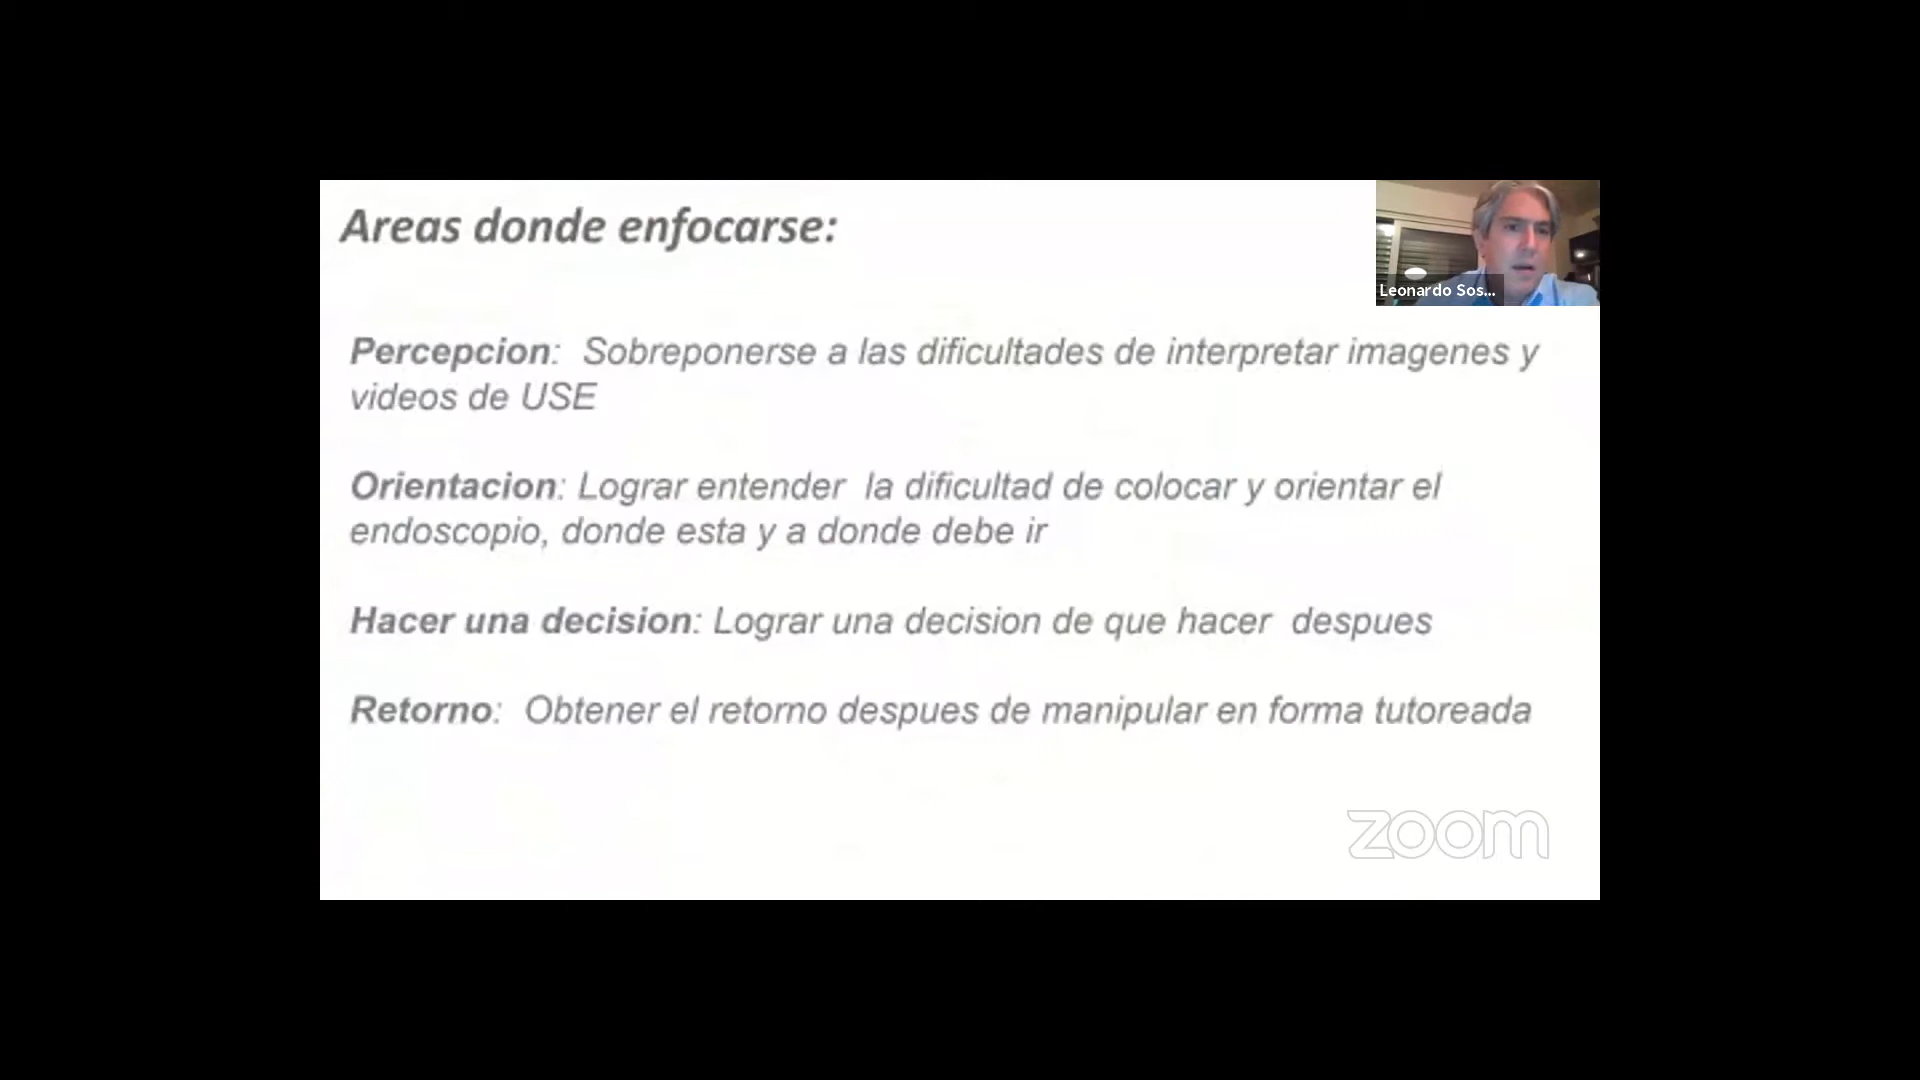 Areas donde enfocarse:
Leonardo Sos...
Percepcion: Sobreponerse a las dificultades de interpretar imagenes y
videos de USE
Orientacion: Lograr entender la dificultad de colocar y orientar el
endoscopio, donde esta y a donde debe ir
Hacer una decision: Lograr una decision de que hacer despues
Retorno: Obtener el retorno despues de manipular en forma tutoreada
zoom